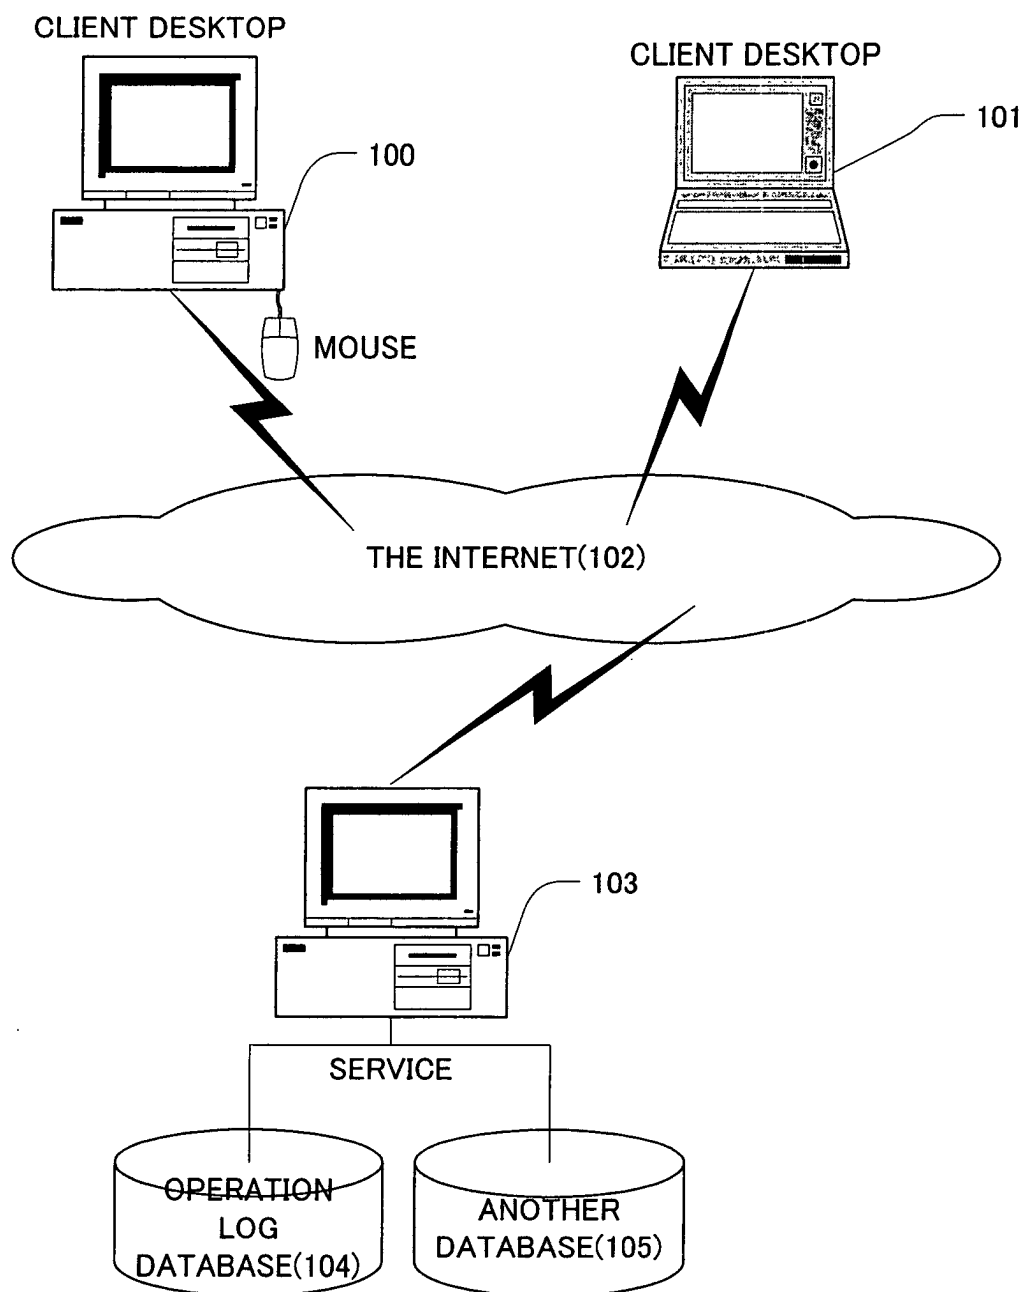 CLIENT DESKTOP
CLIENT DESKTOP
101
100
MOUSE
THE INTERNET(102)
103
SERVICE
OPERATION
LOG
DATABASE(104)
ANOTHER
DATABASE(105)